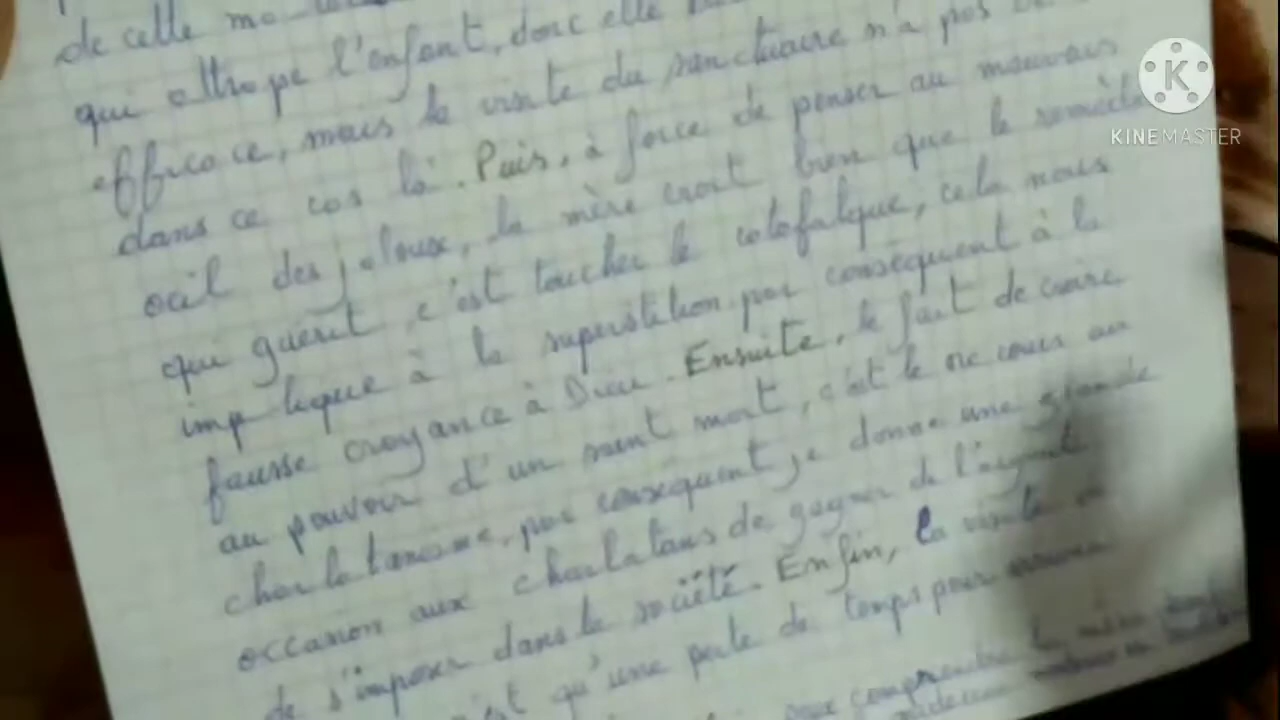 de cette
qui attrape l'enfant, donc elle
efficace, mais la visite du sanctuaire n'a pas
dans ce cas là. Puis, à force de penser au mauvais
oeil des jaloux, la mère croit bien que le remède
qui guerit, c'est toucher le catafalque, cela nous
implique à la superstition par conséquent à la
fausse croyance à Dieu. Ensuite, le fait de croire
au pouvoir d'un saint mort, c'est le recours au
charlatanisme, par conséquent, je donne une grande
occasion aux charlatans de gagner de l'argent
de s'imposer dans la société. Enfin, la visite
est qu'une perte de temps pour
comprendre la mère
K
KINEMASTER